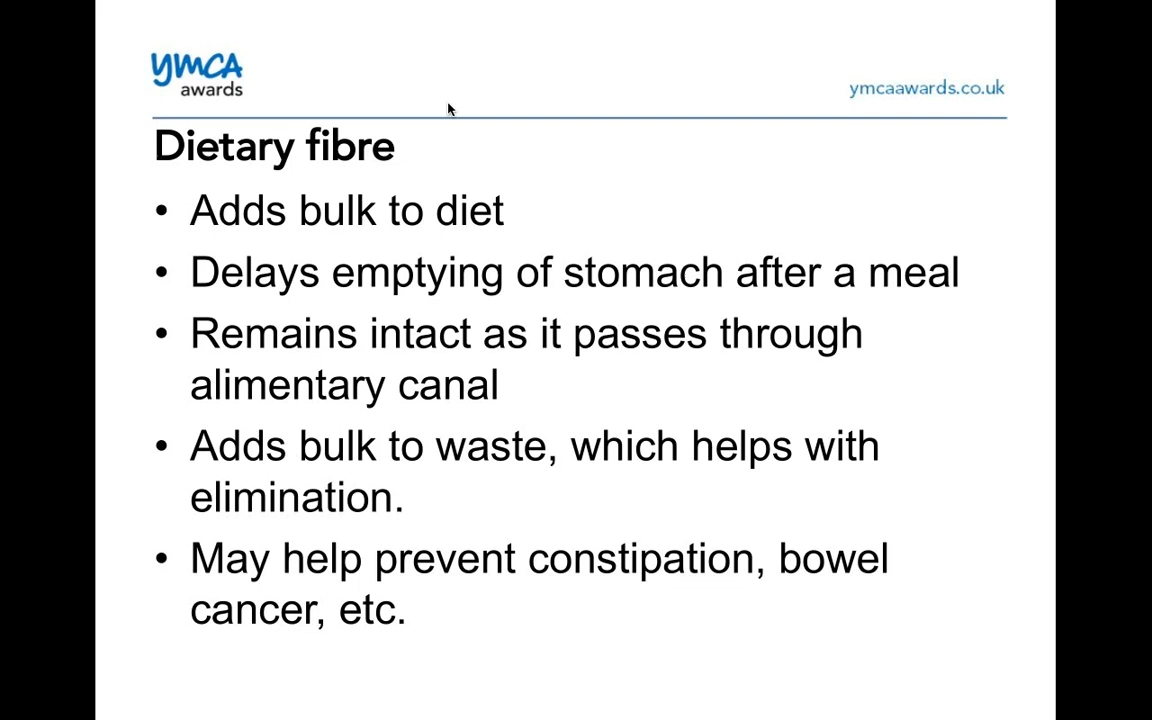 ymca
awards
ymcaawards.co.uk
Dietary fibre
• Adds bulk to diet
• Delays emptying of stomach after a meal
• Remains intact as it passes through
alimentary canal
• Adds bulk to waste, which helps with
elimination.
• May help prevent constipation, bowel
cancer, etc.